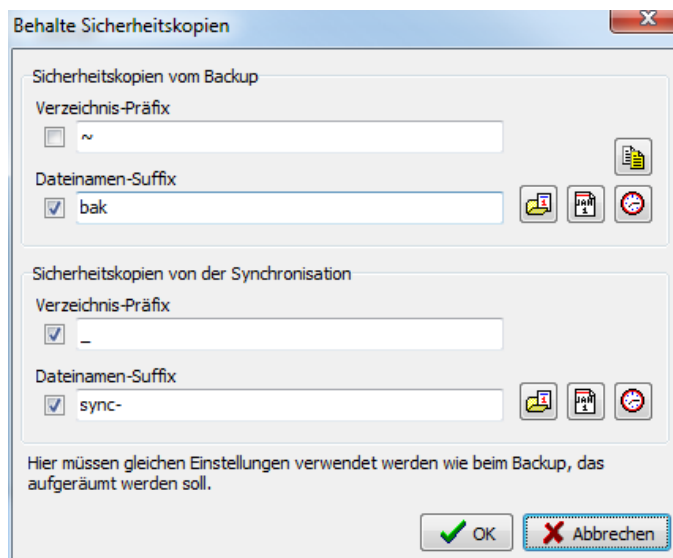 Behalte Sicherheitskopien
Sicherheitskopien vom Backup
Verzeichnis-Präfix
~
Dateinamen-Suffix
bak
Sicherheitskopien von der Synchronisation
Verzeichnis-Präfix
_
Dateinamen-Suffix
sync-
Hier müssen gleichen Einstellungen verwendet werden wie beim Backup, das
aufgeräumt werden soll.
OK Abbrechen